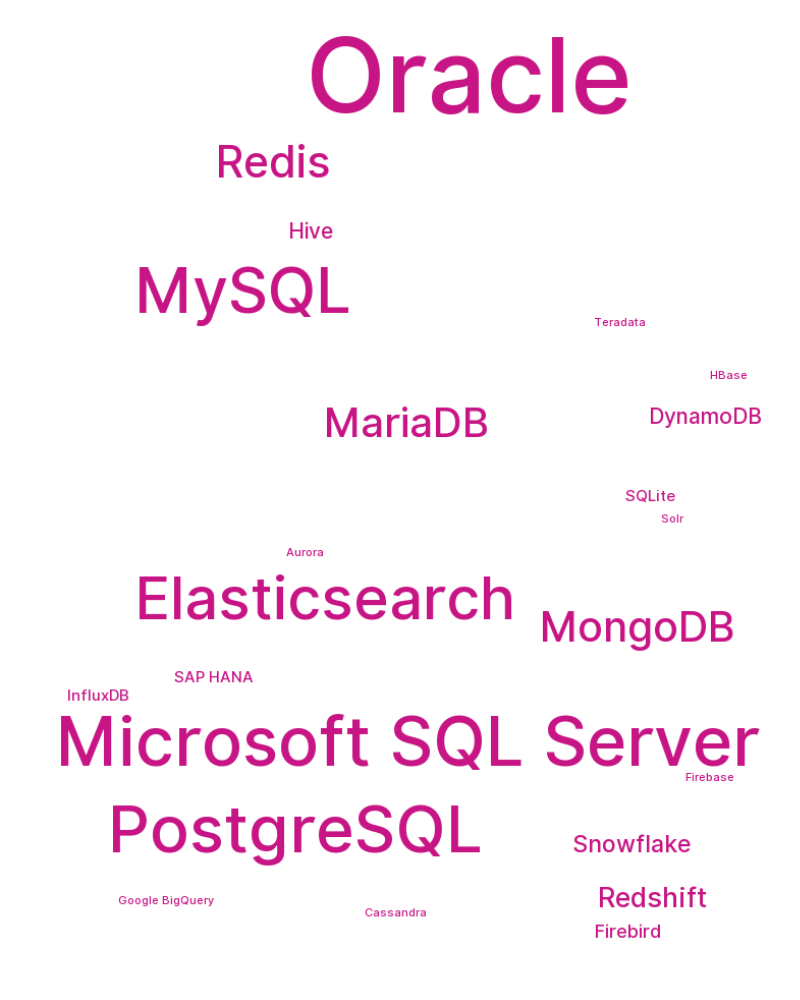 Oracle
Redis
Hive
MySQL
Teradata
HBase
MariaDB
DynamoDB
SQLite
Solr
Aurora
Elasticsearch
MongoDB
SAP HANA
InfluxDB
Microsoft SQL Server
Firebase
PostgreSQL
Snowflake
Redshift
Google BigQuery
Cassandra
Firebird